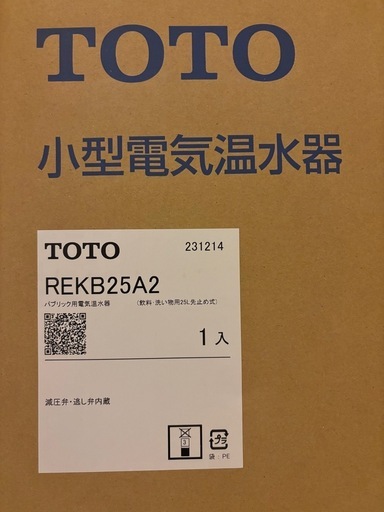 TOTO
小型電気温水器
TOTO 231214
REKB25A2
パブリック用電気温水器 (飲料・洗い物用25L先止め式)
1入
減圧弁・逃し弁内蔵
3 プラ
袋:PE